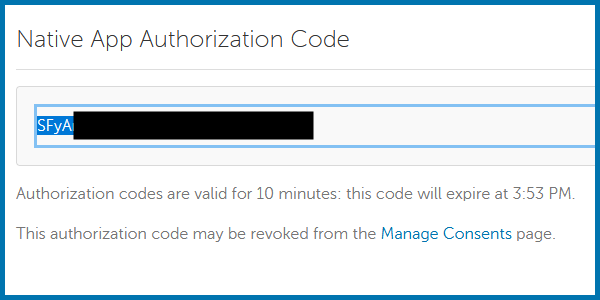 Native App Authorization Code
SFyA
Authorization codes are valid for 10 minutes: this code will expire at 3:53 PM.
This authorization code may be revoked from the Manage Consents page.